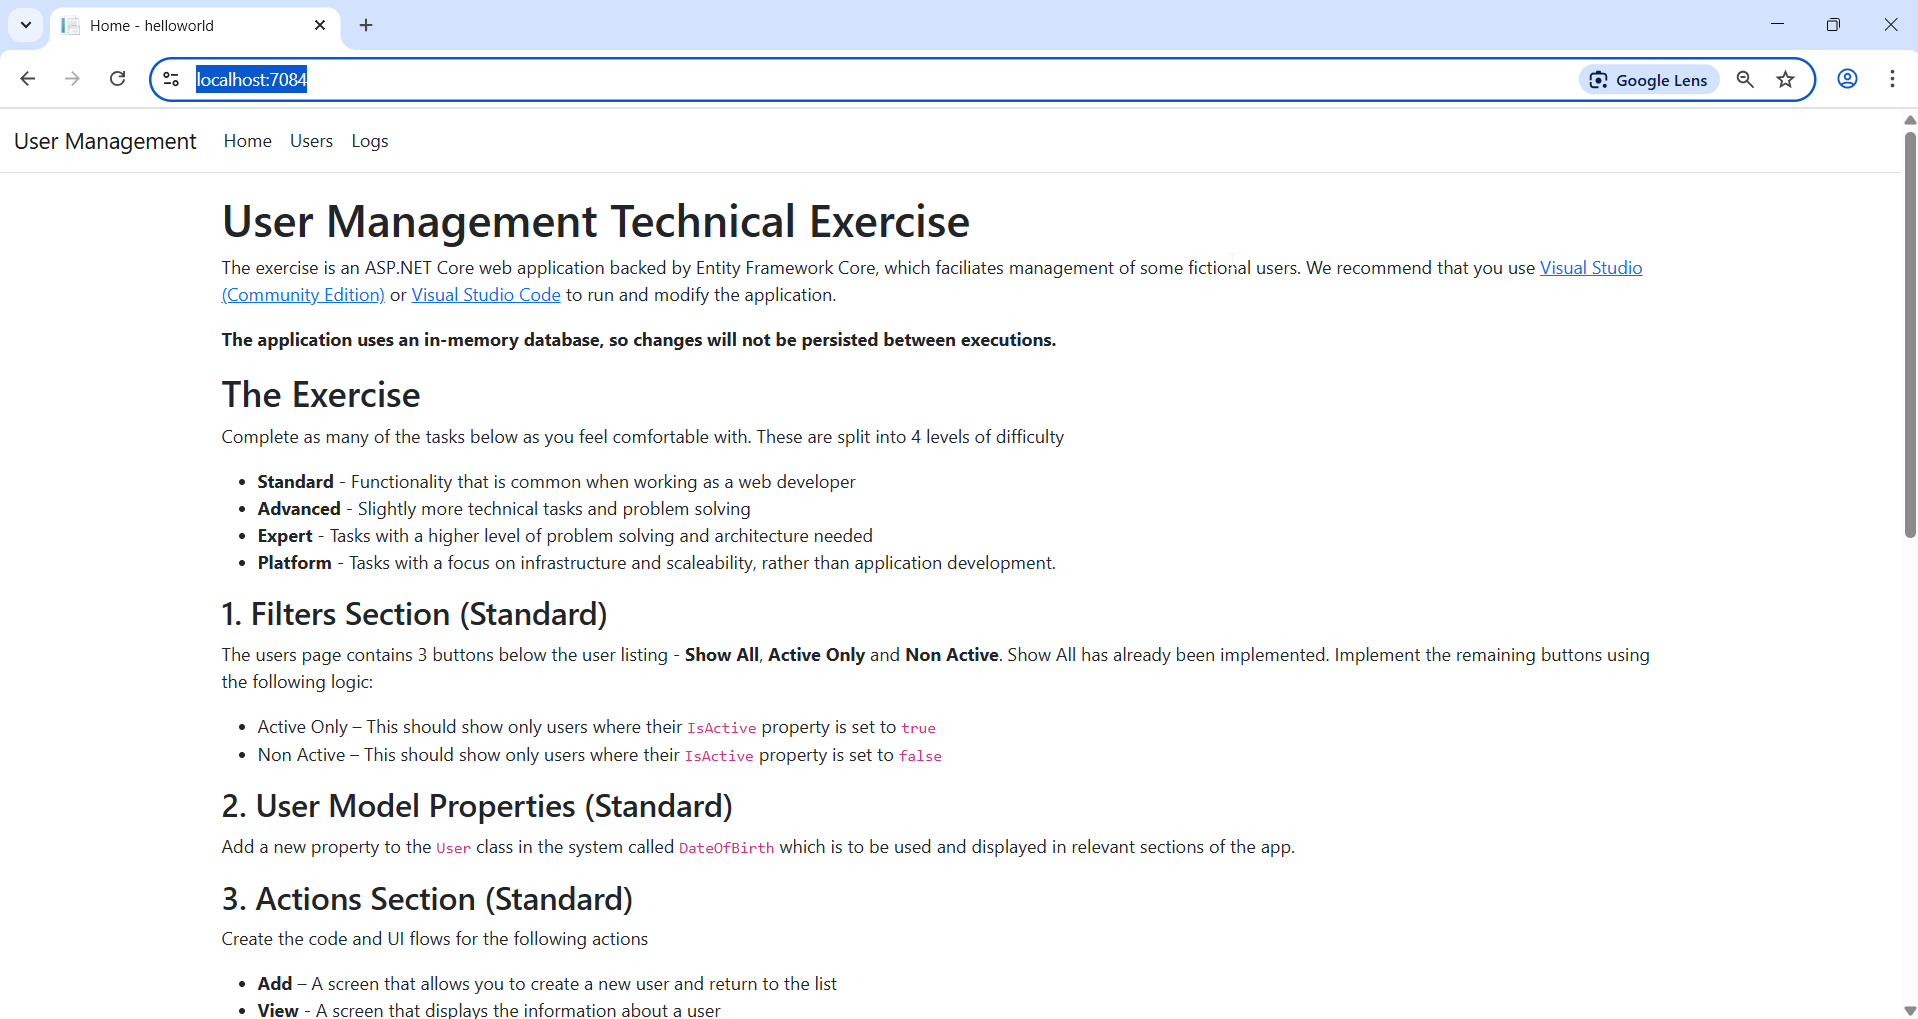 Home - helloworld
localhost:7084
Google Lens
User Management Home Users Logs
User Management Technical Exercise
The exercise is an ASP.NET Core web application backed by Entity Framework Core, which faciliates management of some fictional users. We recommend that you use Visual Studio
(Community Edition) or Visual Studio Code to run and modify the application.
The application uses an in-memory database, so changes will not be persisted between executions.
The Exercise
Complete as many of the tasks below as you feel comfortable with. These are split into 4 levels of difficulty
• Standard - Functionality that is common when working as a web developer
• Advanced - Slightly more technical tasks and problem solving
• Expert - Tasks with a higher level of problem solving and architecture needed
• Platform - Tasks with a focus on infrastructure and scaleability, rather than application development.
1. Filters Section (Standard)
The users page contains 3 buttons below the user listing - Show All, Active Only and Non Active. Show All has already been implemented. Implement the remaining buttons using
the following logic:
• Active Only – This should show only users where their IsActive property is set to true
• Non Active – This should show only users where their IsActive property is set to false
2. User Model Properties (Standard)
Add a new property to the User class in the system called DateOfBirth which is to be used and displayed in relevant sections of the app.
3. Actions Section (Standard)
Create the code and UI flows for the following actions
• Add – A screen that allows you to create a new user and return to the list
• View - A screen that displays the information about a user